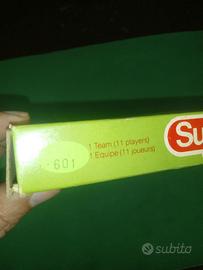 601
1 Team (11 players)
1 Equipe (11 joueurs)
Su
subito